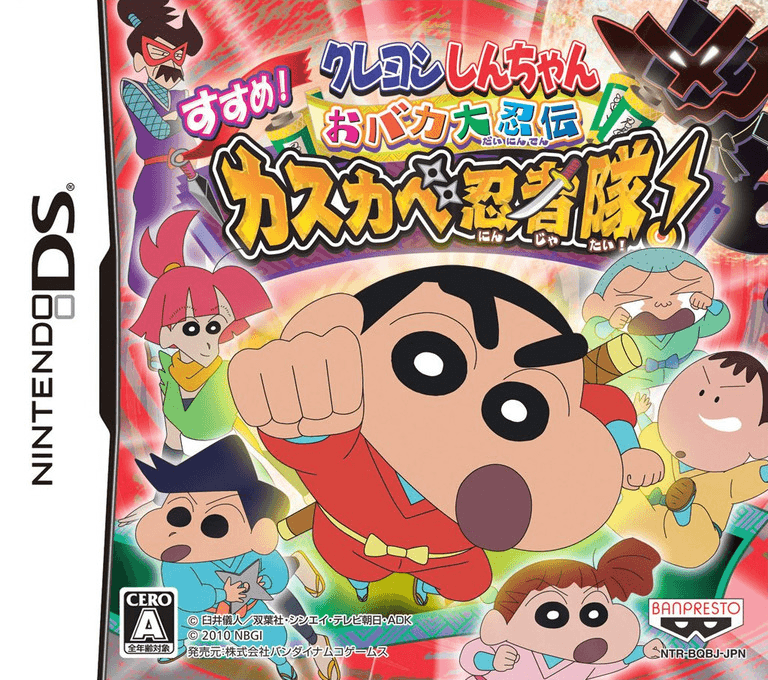 クレヨンしんちゃん
おバカ大忍伝
だいにんでん
すすめ!
カスカベ忍者隊!
にんじゃたい!
NINTENDO DS®
CERO
A
全年齢対象
© 臼井儀人/双葉社・シンエイ・テレビ朝日・ADK
© 2010 NBGI
発売元:株式会社バンダイナムコゲームス
BANPRESTO
NTR-BQBJ-JPN